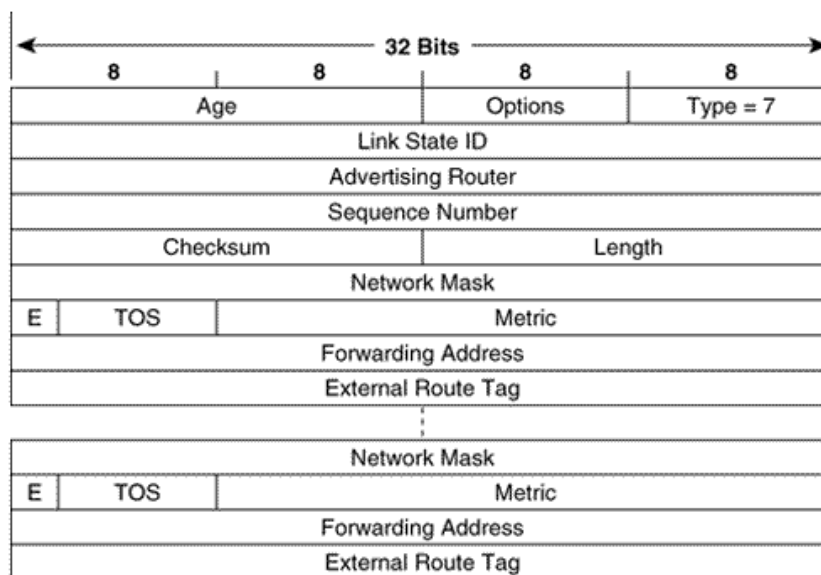 32 Bits
8 8 8 8
Age Options Type = 7
Link State ID
Advertising Router
Sequence Number
Checksum Length
Network Mask
E TOS Metric
Forwarding Address
External Route Tag
Network Mask
E TOS Metric
Forwarding Address
External Route Tag